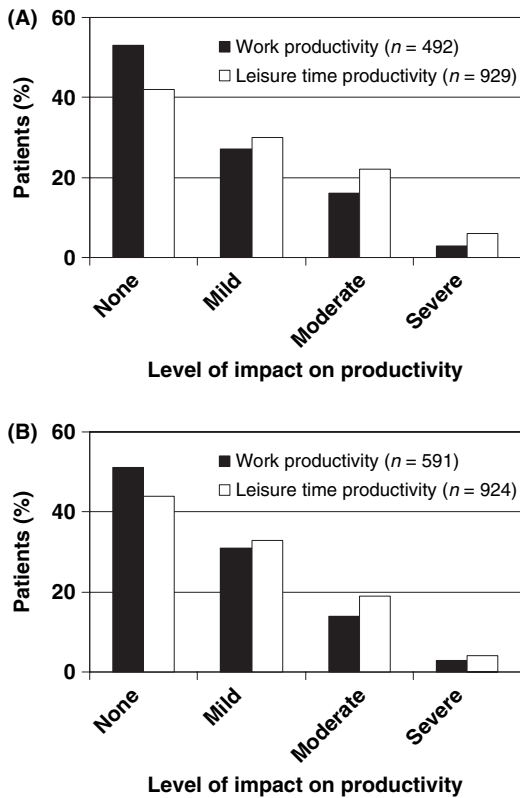 (A)
60
40
20
0
Patients (%)
Work productivity (n = 492)
Leisure time productivity (n = 929)
None
Mild
Moderate
Severe
Level of impact on productivity
(B)
60
40
20
0
Patients (%)
Work productivity (n = 591)
Leisure time productivity (n = 924)
None
Mild
Moderate
Severe
Level of impact on productivity